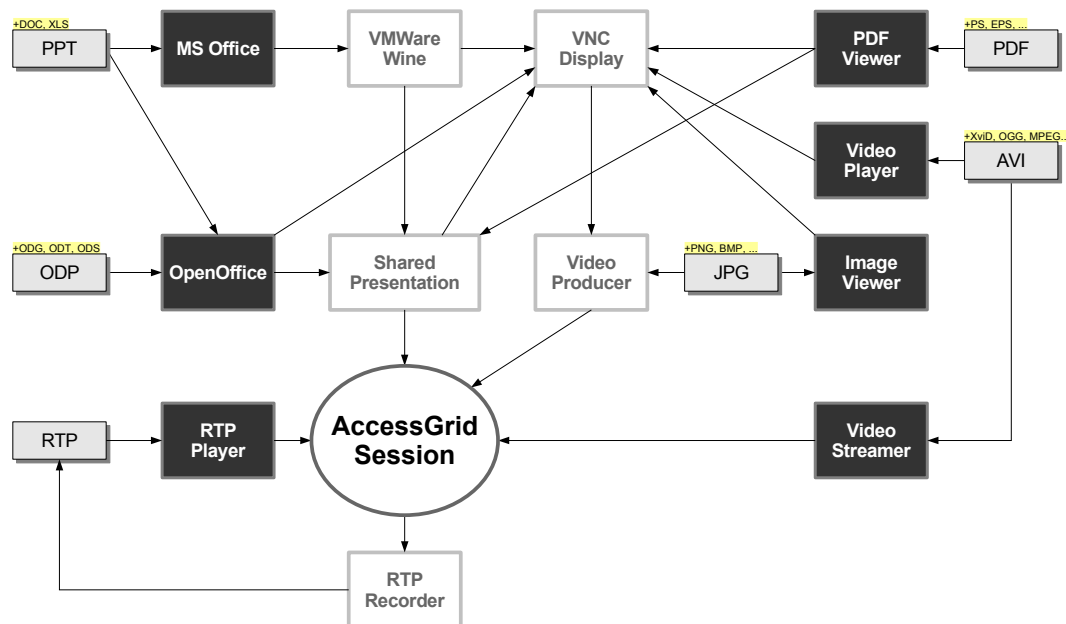 +DOC, XLS
PPT
MS Office
VMWare
Wine
VNC
Display
PDF
Viewer
+PS, EPS, ...
PDF
Video
Player
+XviD, OGG, MPEG...
AVI
+ODG, ODT, ODS
ODP
OpenOffice
Shared
Presentation
Video
Producer
+PNG, BMP, ...
JPG
Image
Viewer
AccessGrid
Session
RTP
RTP
Player
Video
Streamer
RTP
Recorder